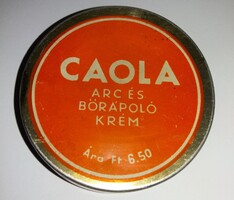 CAOLA
ARC ÉS
BŐRÁPOLÓ
KRÉM
Ára Ft 6.50